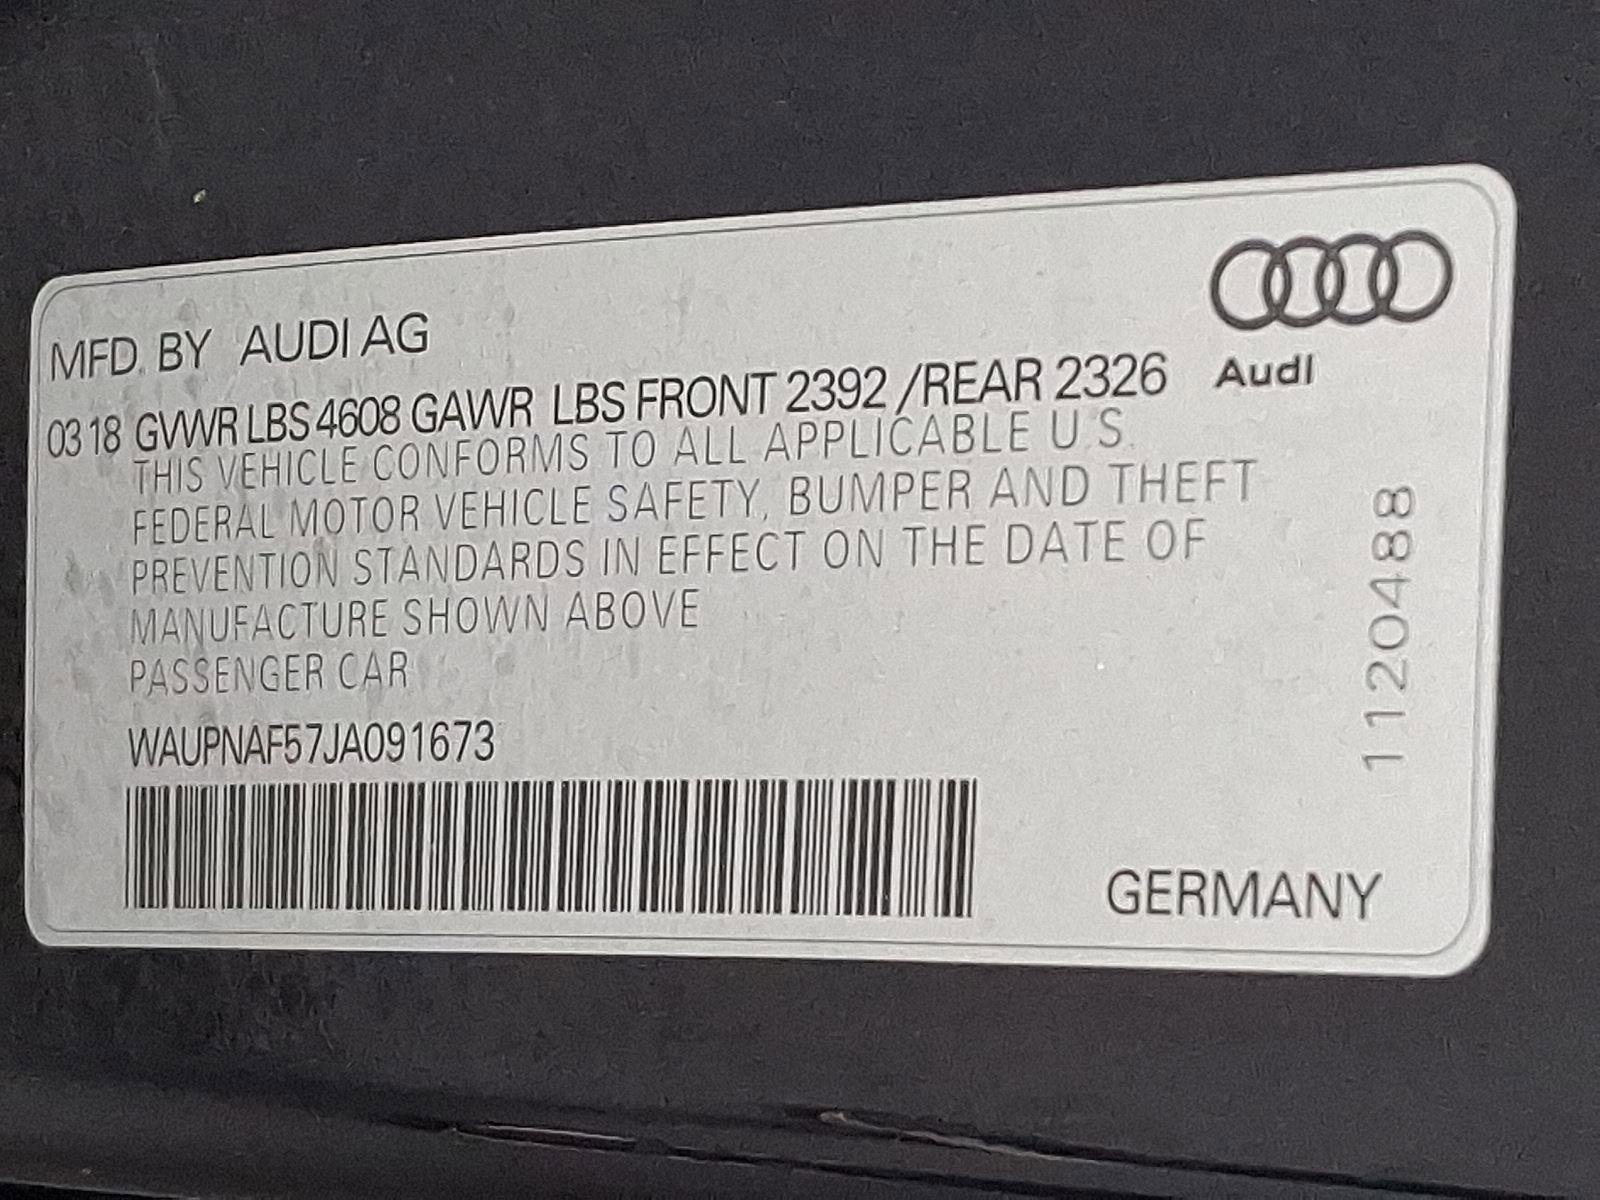 MFD. BY AUDI AG
Audi
03 18 GVWR LBS 4608 GAWR LBS FRONT 2392 /REAR 2326
THIS VEHICLE CONFORMS TO ALL APPLICABLE U.S.
FEDERAL MOTOR VEHICLE SAFETY, BUMPER AND THEFT
PREVENTION STANDARDS IN EFFECT ON THE DATE OF
MANUFACTURE SHOWN ABOVE
PASSENGER CAR
WAUPNAF57JA091673
1120488
GERMANY